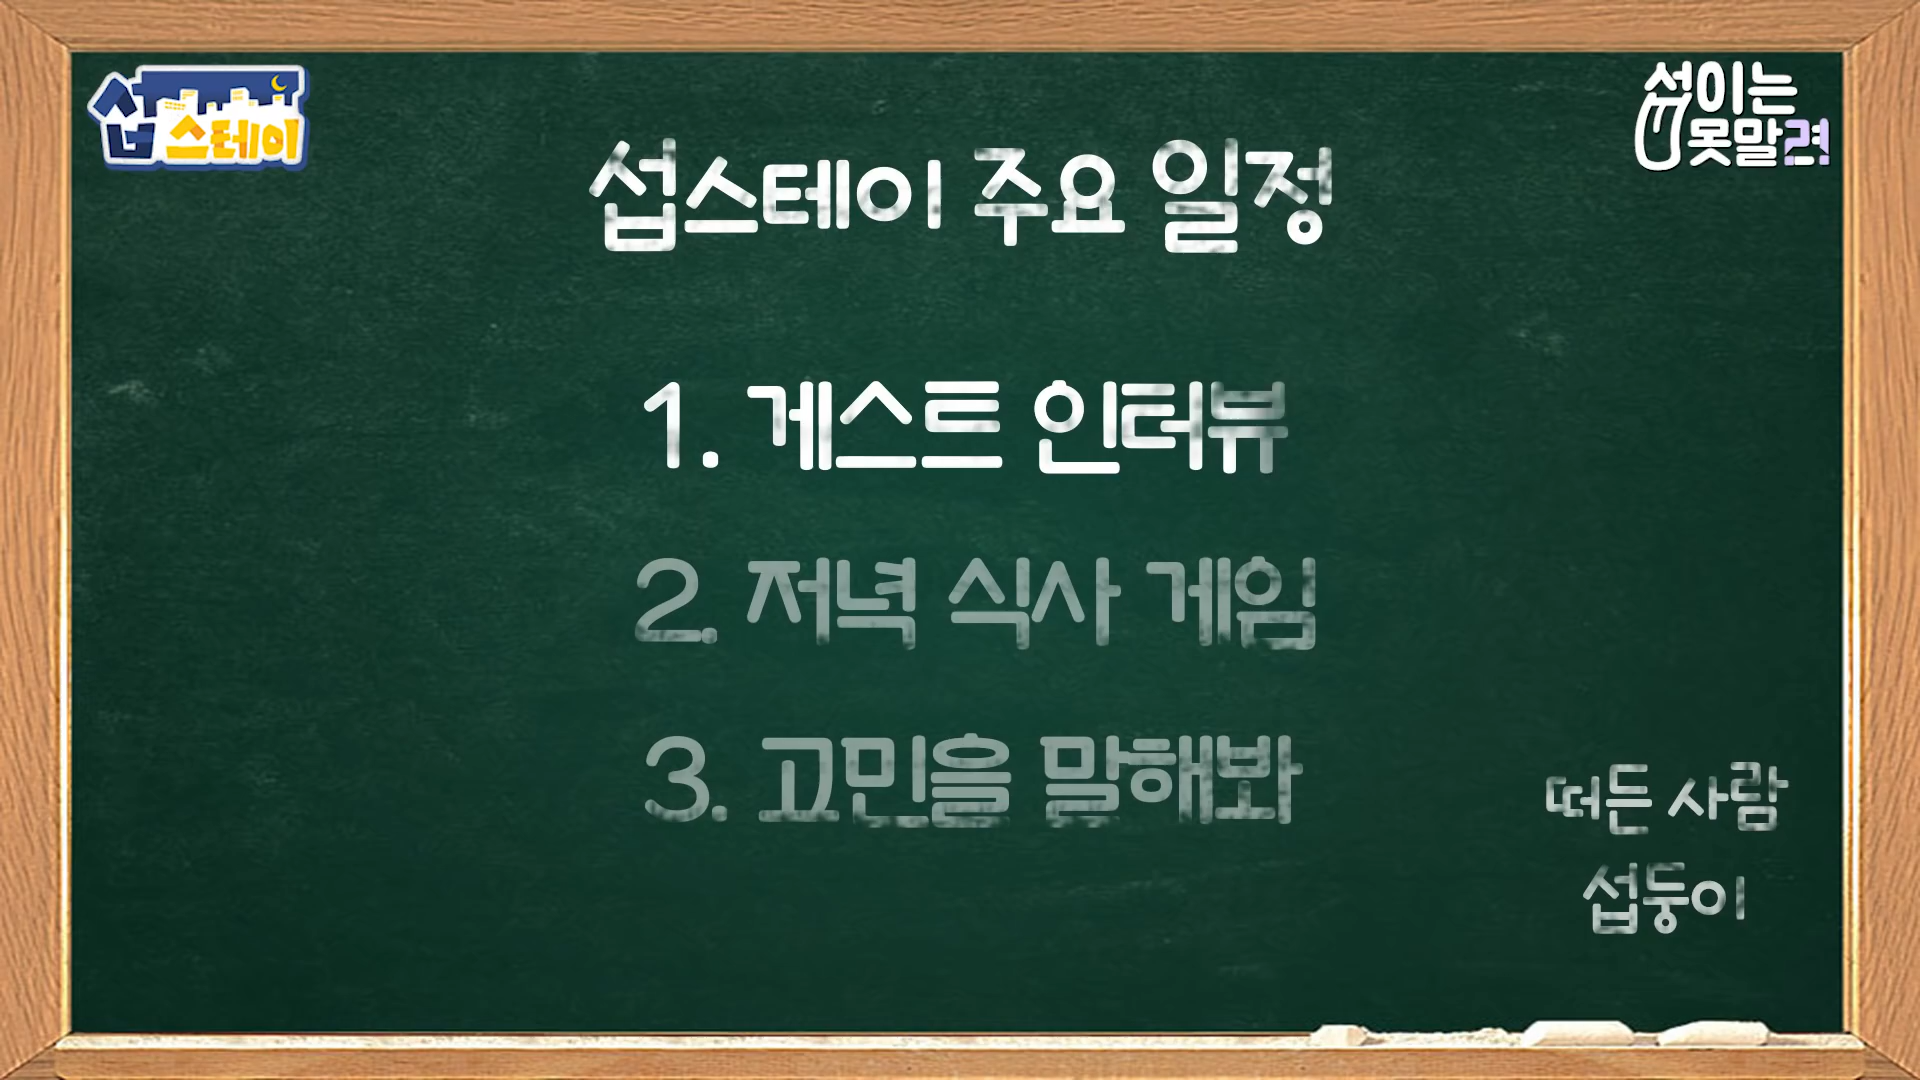 섭스테이
섭이는
못말려
섭스테이 주요 일정
1. 게스트 인터뷰
2. 저녁 식사 게임
3. 고민을 말해봐
떠든 사람
섭둥이